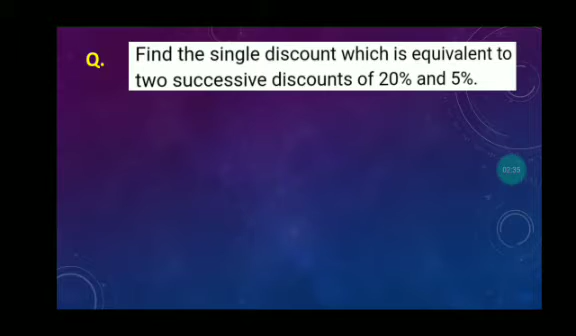 Q. Find the single discount which is equivalent to
two successive discounts of 20% and 5%.
02:35